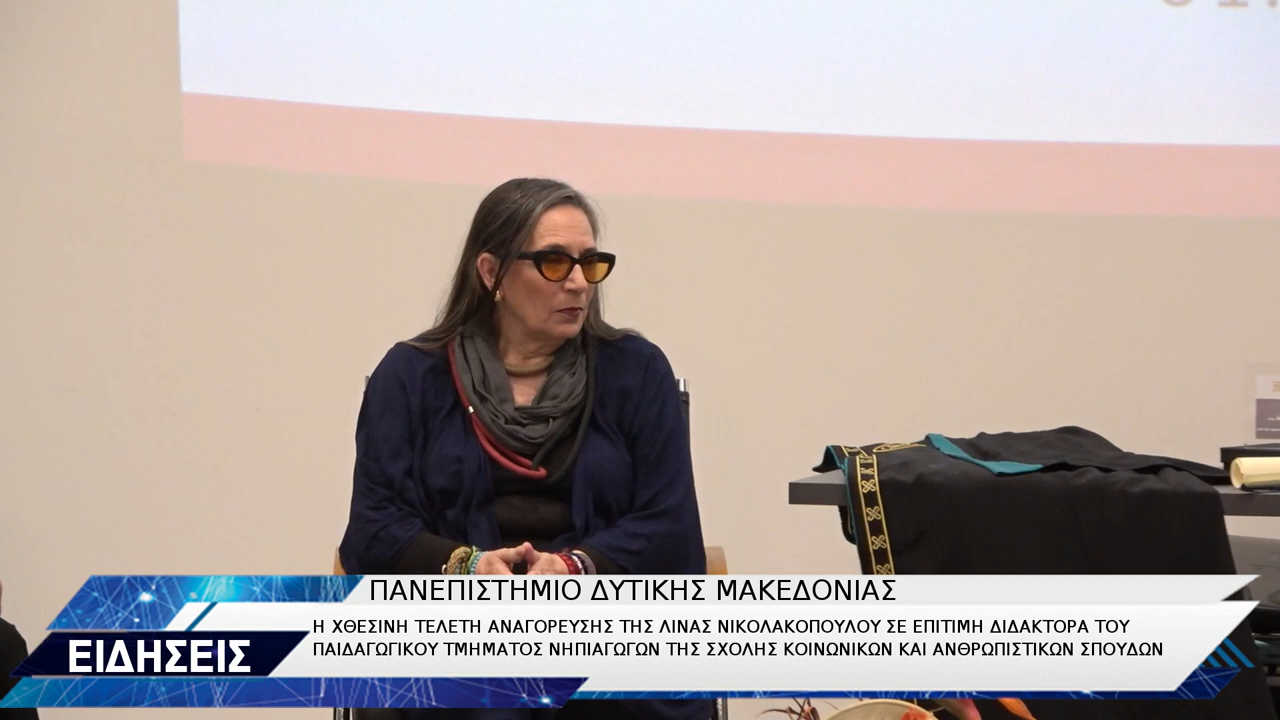 ΠΑΝΕΠΙΣΤΗΜΙΟ ΔΥΤΙΚΗΣ ΜΑΚΕΔΟΝΙΑΣ
Η ΧΘΕΣΙΝΗ ΤΕΛΕΤΗ ΑΝΑΓΟΡΕΥΣΗΣ ΤΗΣ ΛΙΝΑΣ ΝΙΚΟΛΑΚΟΠΟΥΛΟΥ ΣΕ ΕΠΙΤΙΜΗ ΔΙΔΑΚΤΟΡΑ ΤΟΥ
ΠΑΙΔΑΓΩΓΙΚΟΥ ΤΜΗΜΑΤΟΣ ΝΗΠΙΑΓΩΓΩΝ ΤΗΣ ΣΧΟΛΗΣ ΚΟΙΝΩΝΙΚΩΝ ΚΑΙ ΑΝΘΡΩΠΙΣΤΙΚΩΝ ΣΠΟΥΔΩΝ
ΕΙΔΗΣΕΙΣ